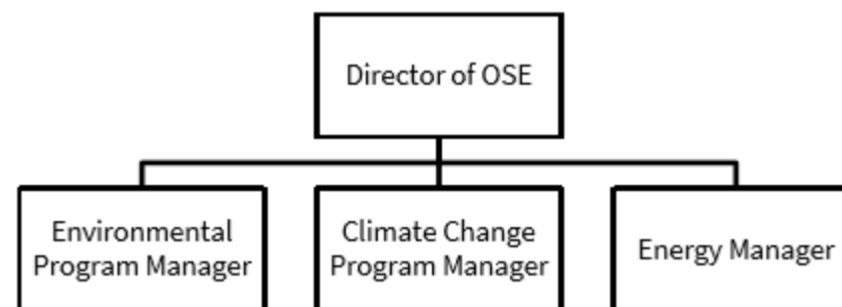 Director of OSE
Environmental
Program Manager
Climate Change
Program Manager
Energy Manager